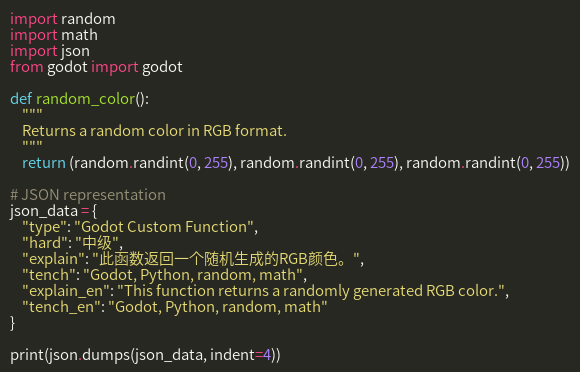 import random
import math
import json
from godot import godot

def random_color():
    """
    Returns a random color in RGB format.
    """
    return (random.randint(0, 255), random.randint(0, 255), random.randint(0, 255))

# JSON representation
json_data = {
    "type": "Godot Custom Function",
    "hard": "中级",
    "explain": "此函数返回一个随机生成的RGB颜色。",
    "tench": "Godot, Python, random, math",
    "explain_en": "This function returns a randomly generated RGB color.",
    "tench_en": "Godot, Python, random, math"
}

print(json.dumps(json_data, indent=4))